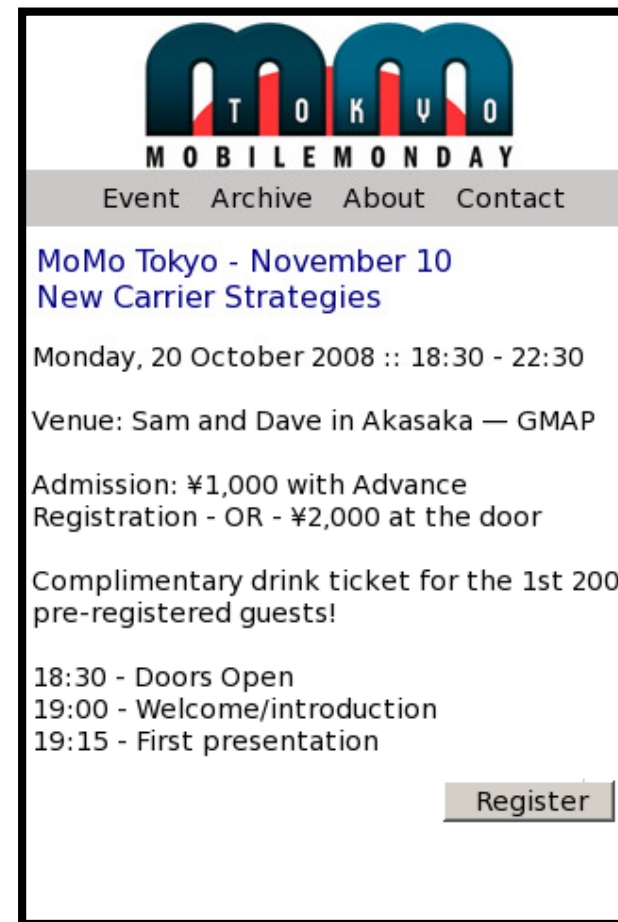 TOKYO
MOBILEMONDAY
Event Archive About Contact
MoMo Tokyo - November 10
New Carrier Strategies
Monday, 20 October 2008 :: 18:30 - 22:30
Venue: Sam and Dave in Akasaka — GMAP
Admission: ¥1,000 with Advance
Registration - OR - ¥2,000 at the door
Complimentary drink ticket for the 1st 200
pre-registered guests!
18:30 - Doors Open
19:00 - Welcome/introduction
19:15 - First presentation
Register